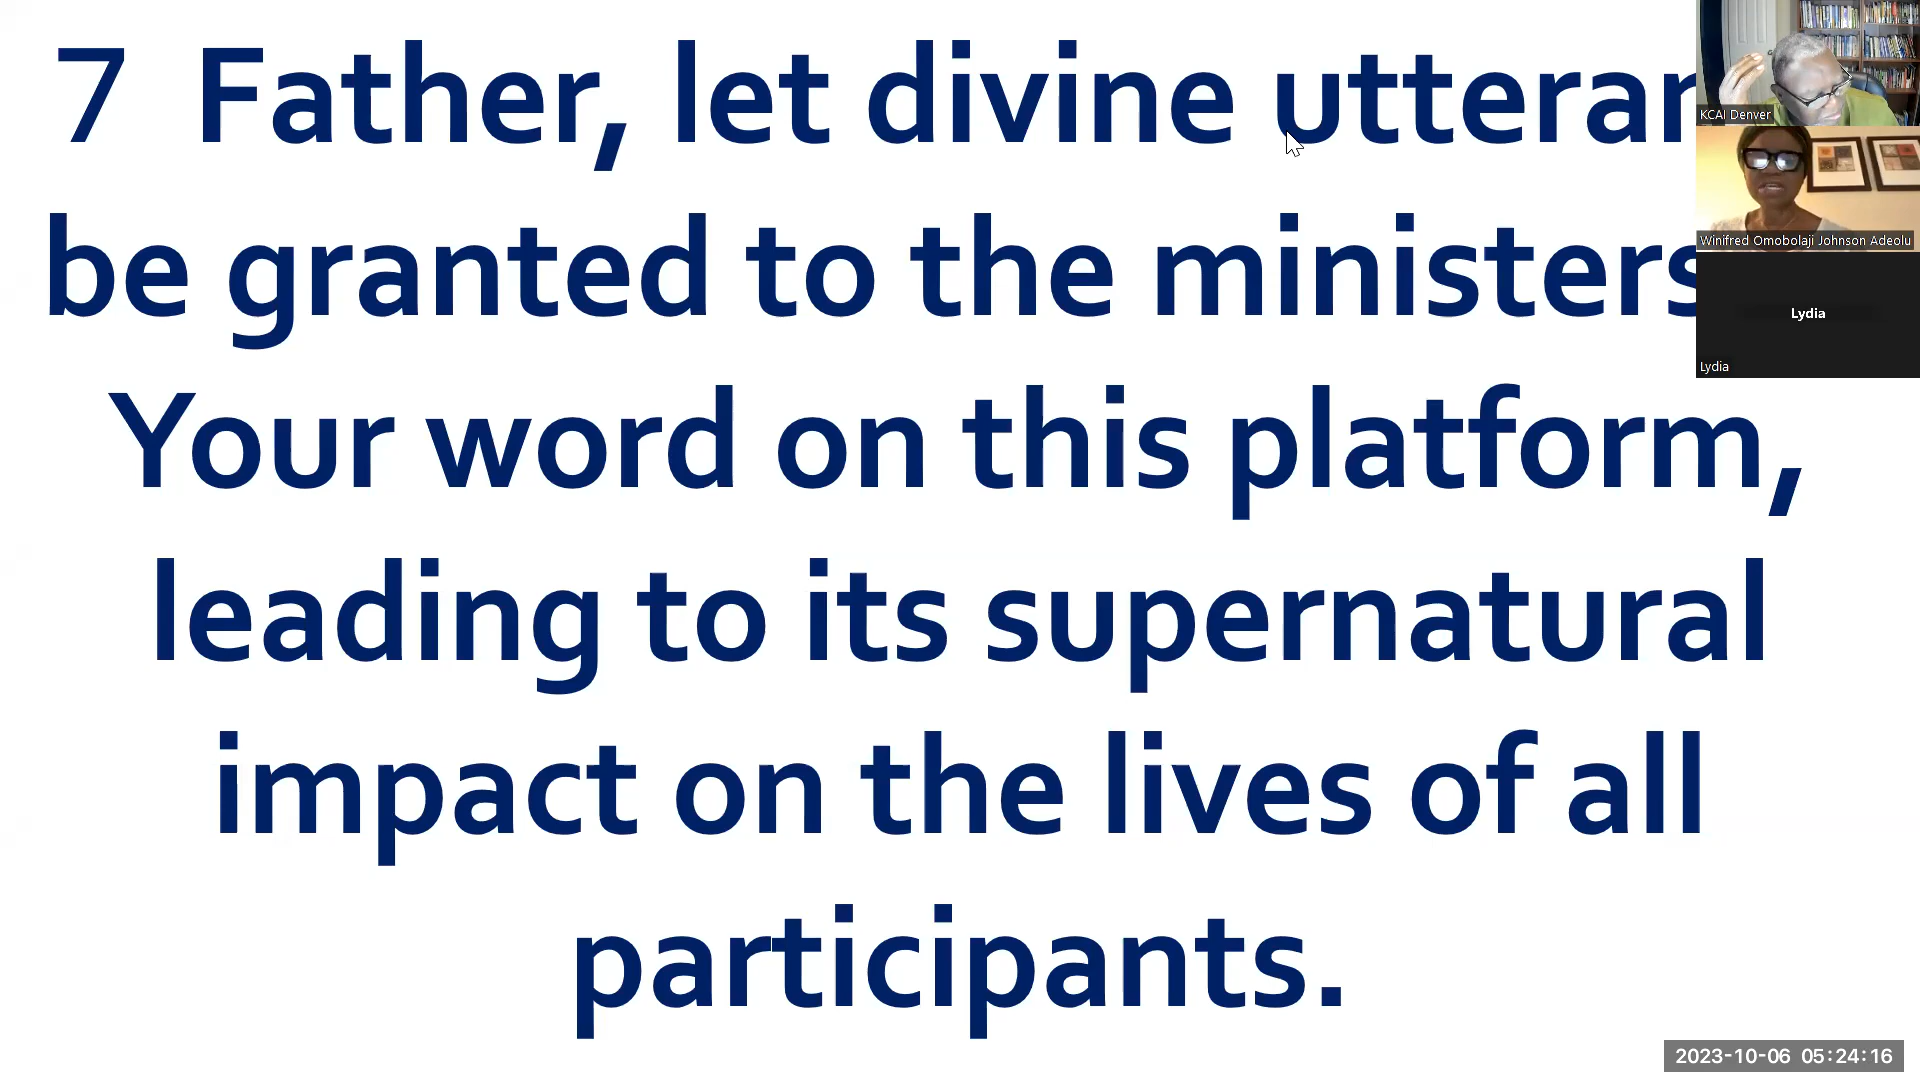 7 Father, let divine
be granted to the ministers
Your word on this platform,
leading to its supernatural
impact on the lives of all
participants.
KCAI Denver
Winifred Omobolaji Johnson Adeolu
Lydia
Lydia
2023-10-06 05:24:16